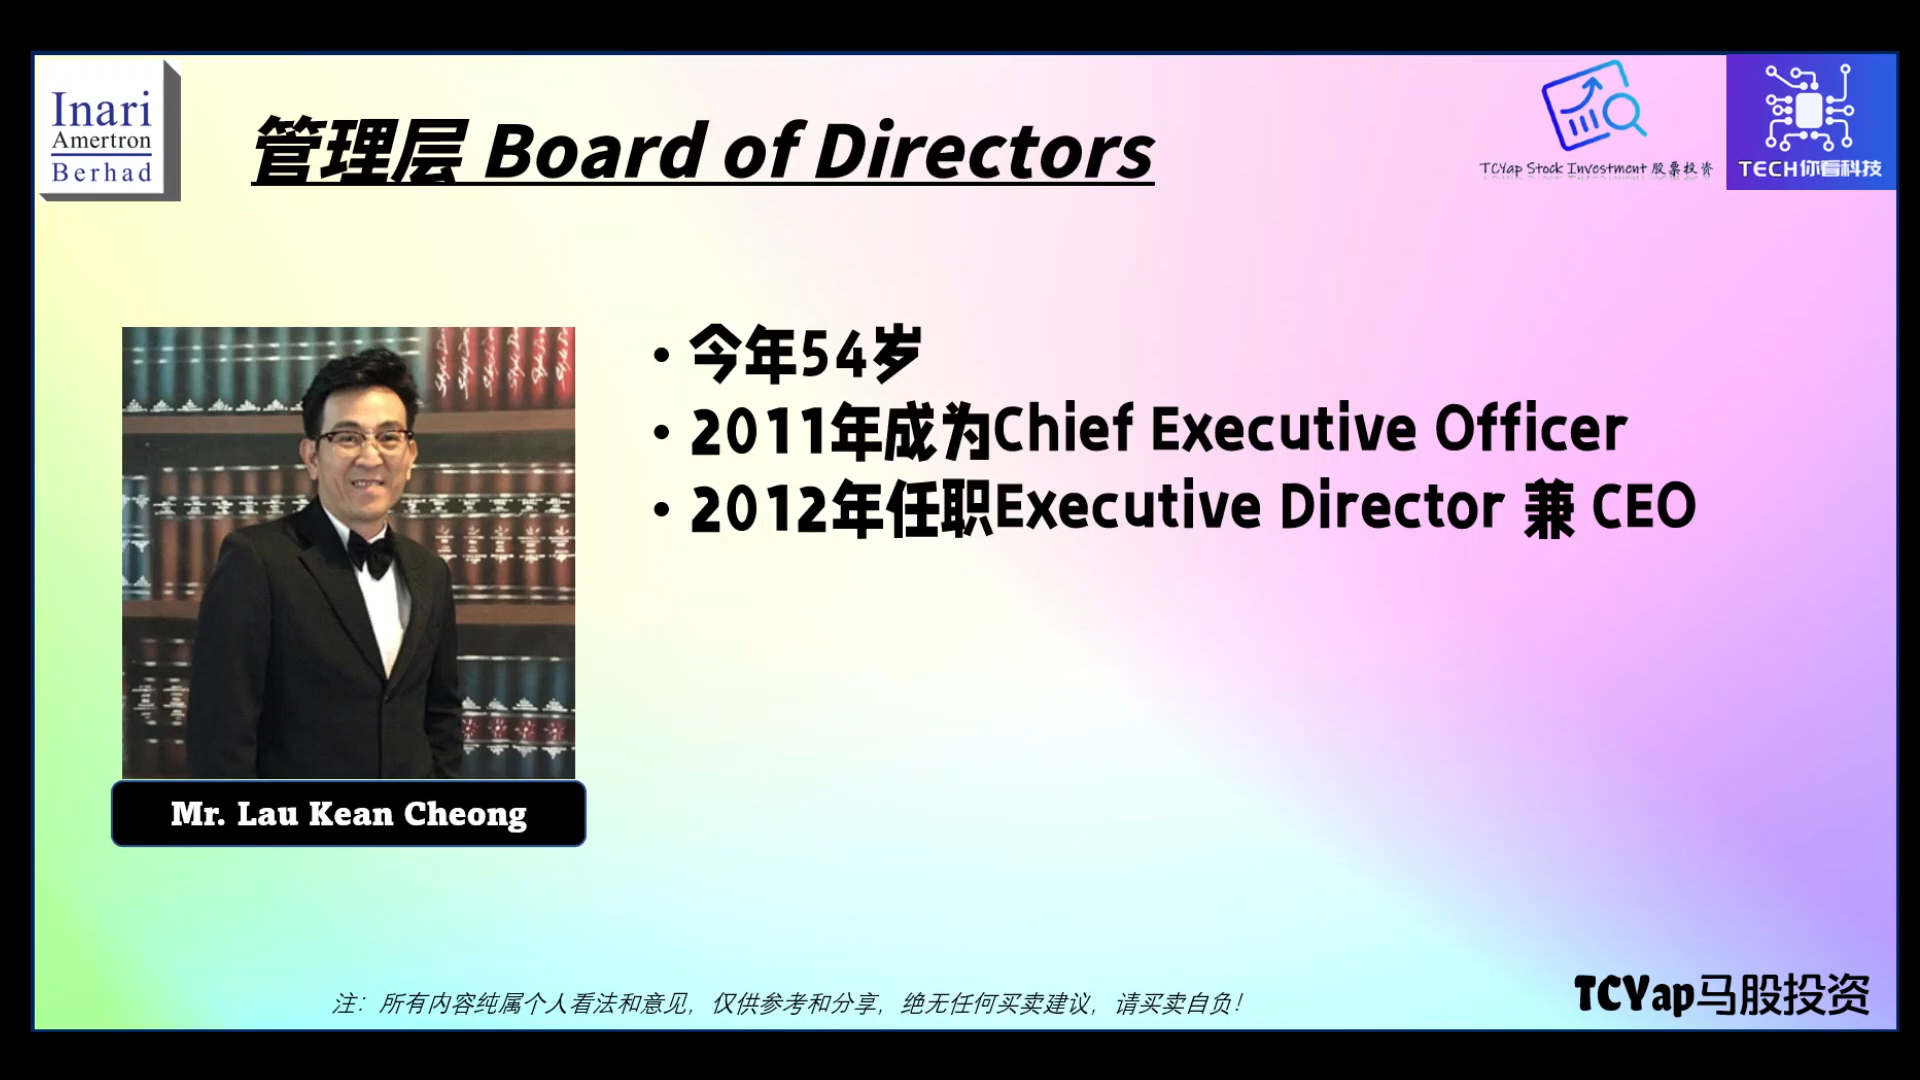 Inari
Amertron
Berhad
管理层 Board of Directors
TCYap Stock Investment 股票投资
TECH你看科技
• 今年54岁
• 2011年成为Chief Executive Officer
• 2012年任职Executive Director 兼 CEO
Mr. Lau Kean Cheong
注：所有内容纯属个人看法和意见，仅供参考和分享，绝无任何买卖建议，请买卖自负！
TCYap马股投资